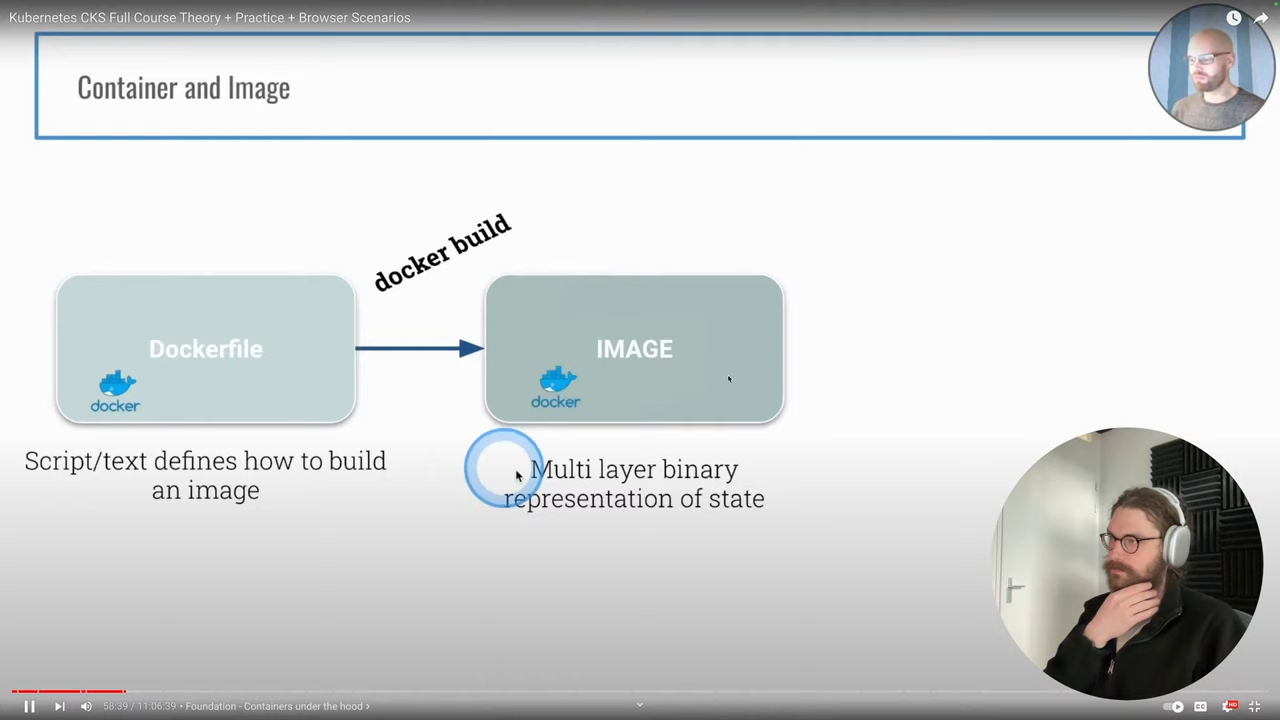 Kubernetes CKS Full Course Theory + Practice + Browser Scenarios
Container and Image
docker build
Dockerfile
docker
IMAGE
docker
Script/text defines how to build
an image
Multi layer binary
representation of state
58:39 / 11:06:39 • Foundation - Containers under the hood >
CC
HD